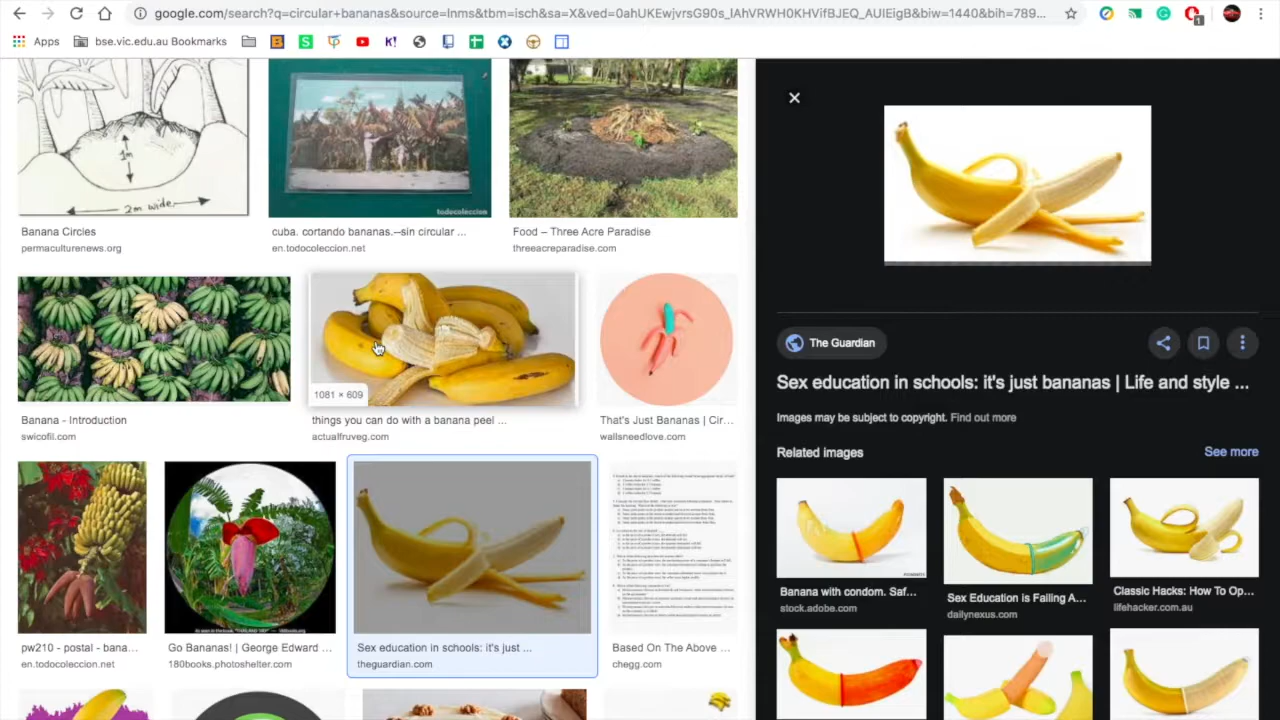 google.com/search?q=circular+bananas&source=lnms&tbm=isch&sa=X&ved=0ahUKEwjvrsG90s_lAhVRWH0KHVifBJEQ_AUIEigB&biw=1440&bih=789...
Apps
bse.vic.edu.au Bookmarks
1m
2m wide
todocoleccion
Banana Circles
permaculturenews.org
cuba. cortando bananas.--sin circular ...
en.todocoleccion.net
Food – Three Acre Paradise
threeacreparadise.com
1081 × 609
Banana - Introduction
swicofil.com
things you can do with a banana peel ...
actualfruveg.com
That's Just Bananas | Cir...
wallsneedlove.com
pw210 - postal - bana...
en.todocoleccion.net
Go Bananas! | George Edward ...
180books.photoshelter.com
Sex education in schools: it's just ...
theguardian.com
Based On The Above ...
chegg.com
The Guardian
Sex education in schools: it's just bananas | Life and style ...
Images may be subject to copyright. Find out more
Related images
See more
Banana with condom. Saf...
stock.adobe.com
Sex Education is Failing A...
dailynexus.com
Classic Hacks: How To Op...
lifehacker.com.au